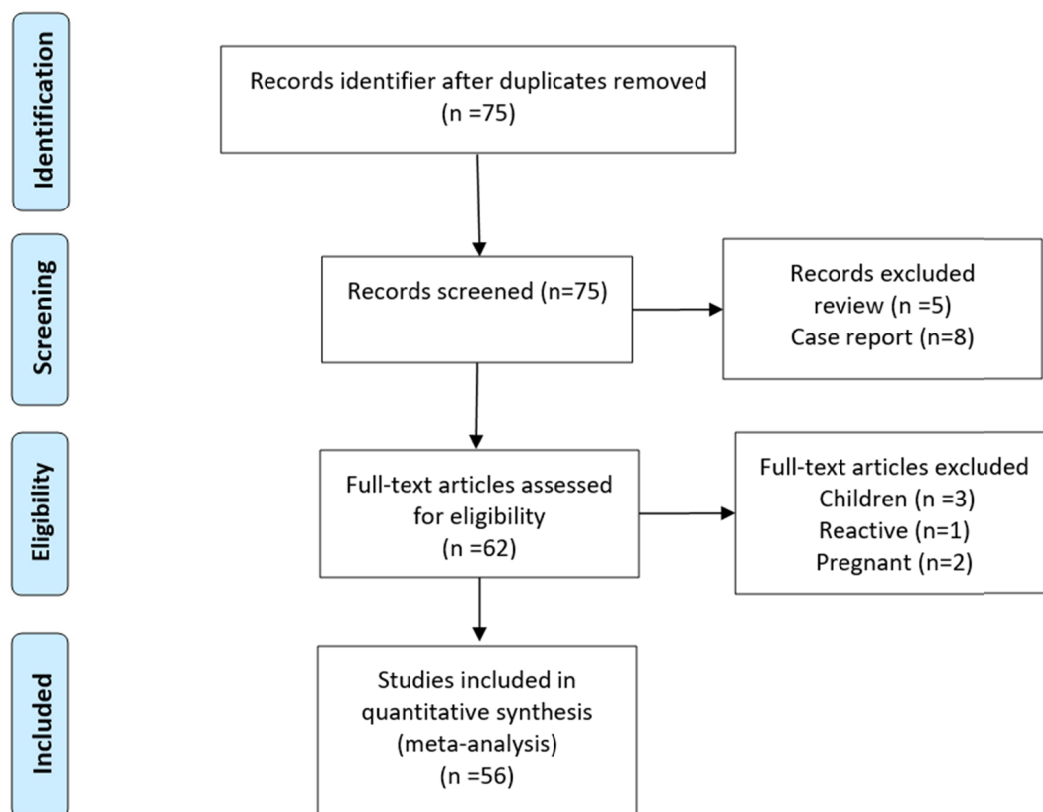 Identification
Records identifier after duplicates removed
(n =75)
Screening
Records screened (n=75)
Records excluded
review (n =5)
Case report (n=8)
Eligibility
Full-text articles assessed
for eligibility
(n =62)
Full-text articles excluded
Children (n =3)
Reactive (n=1)
Pregnant (n=2)
Included
Studies included in
quantitative synthesis
(meta-analysis)
(n =56)